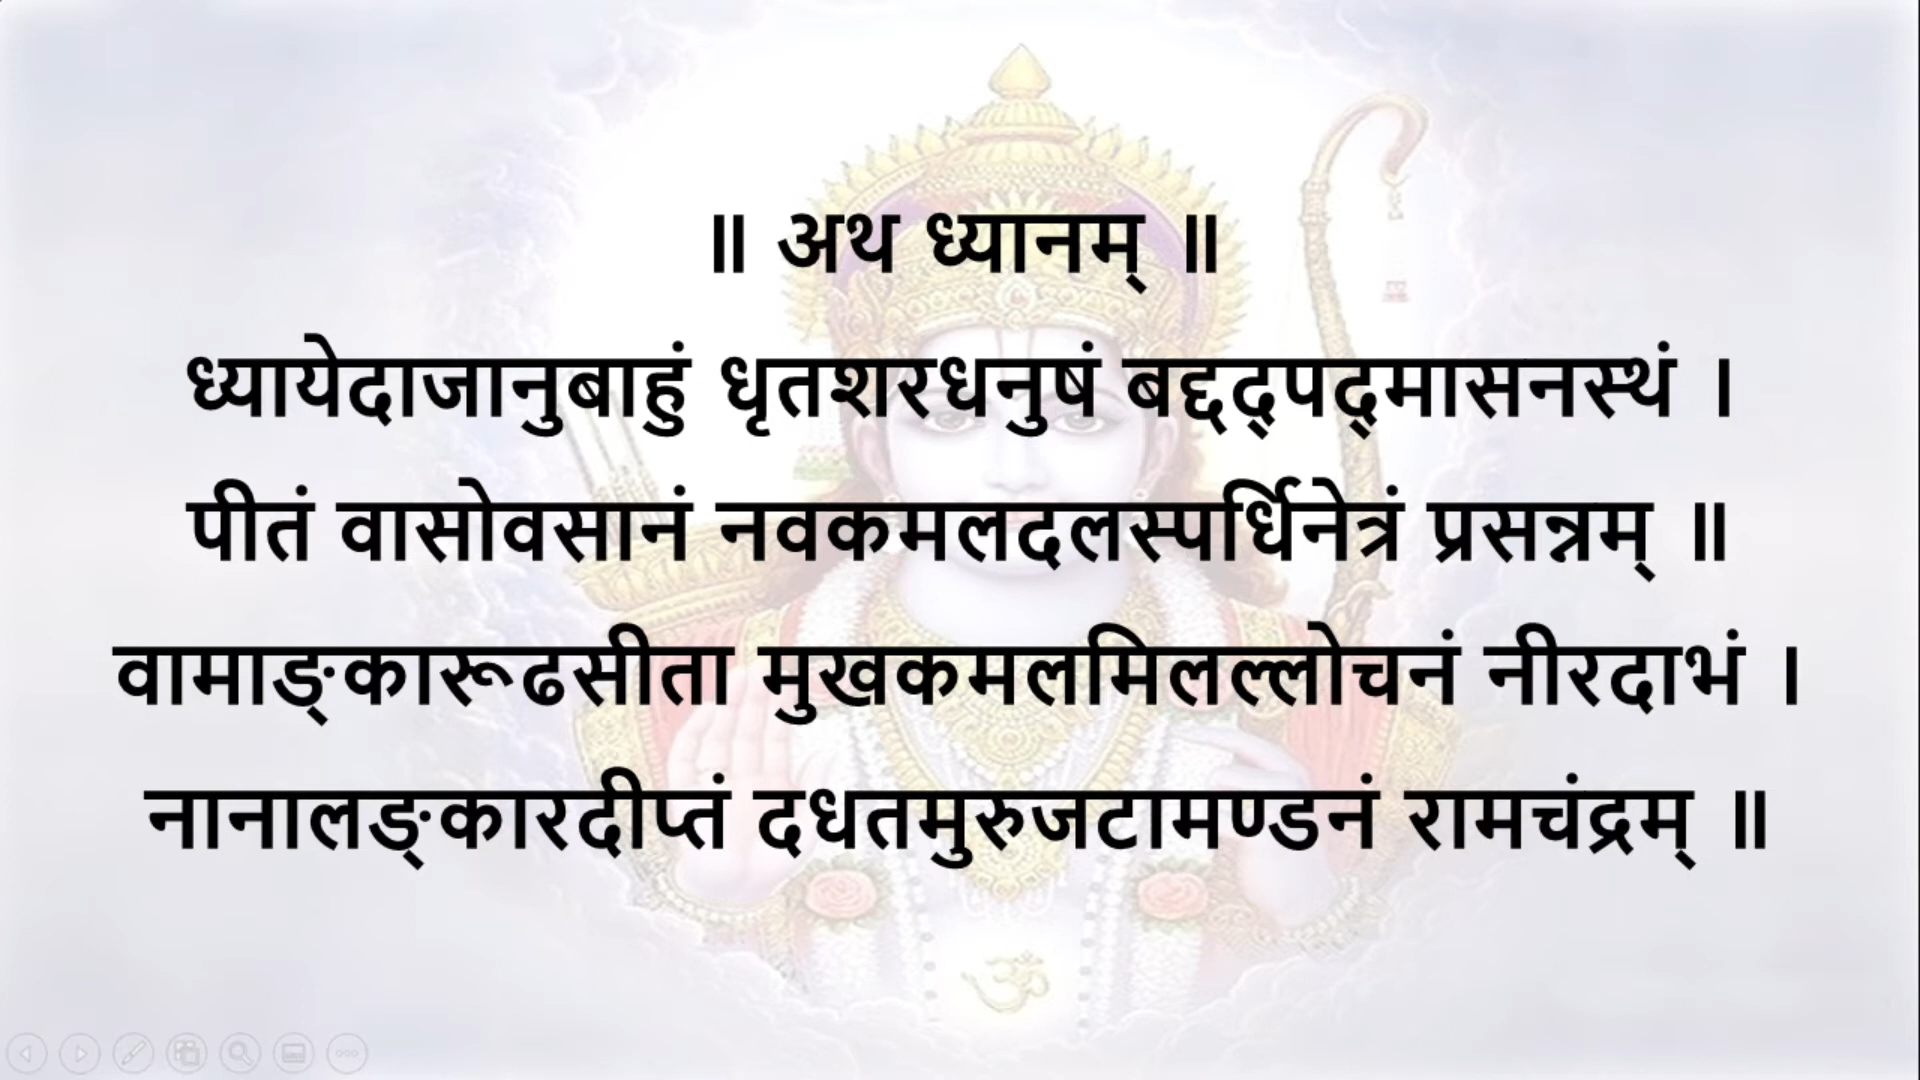 ॥ अथ ध्यानम् ॥
ध्यायेदाजानुबाहुं धृतशरधनुषं बद्दद्‌पद्‌मासनस्थं ।
पीतं वासोवसानं नवकमलदलस्पर्धिनेत्रं प्रसन्नम् ॥
वामाङ्‌कारूढसीता मुखकमलमिलल्लोचनं नीरदाभं ।
नानालङ्‌कारदीप्तं दधतमुरुजटामण्डनं रामचंद्रम् ॥
ॐ